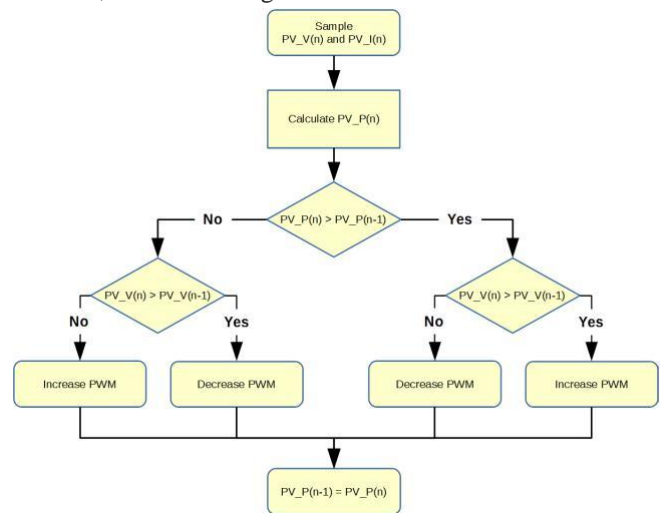 Sample
PV_V(n) and PV_I(n)
Calculate PV_P(n)
PV_P(n) > PV_P(n-1)
No
Yes
PV_V(n) > PV_V(n-1)
PV_V(n) > PV_V(n-1)
No
Yes
No
Yes
Increase PWM
Decrease PWM
Decrease PWM
Increase PWM
PV_P(n-1) = PV_P(n)